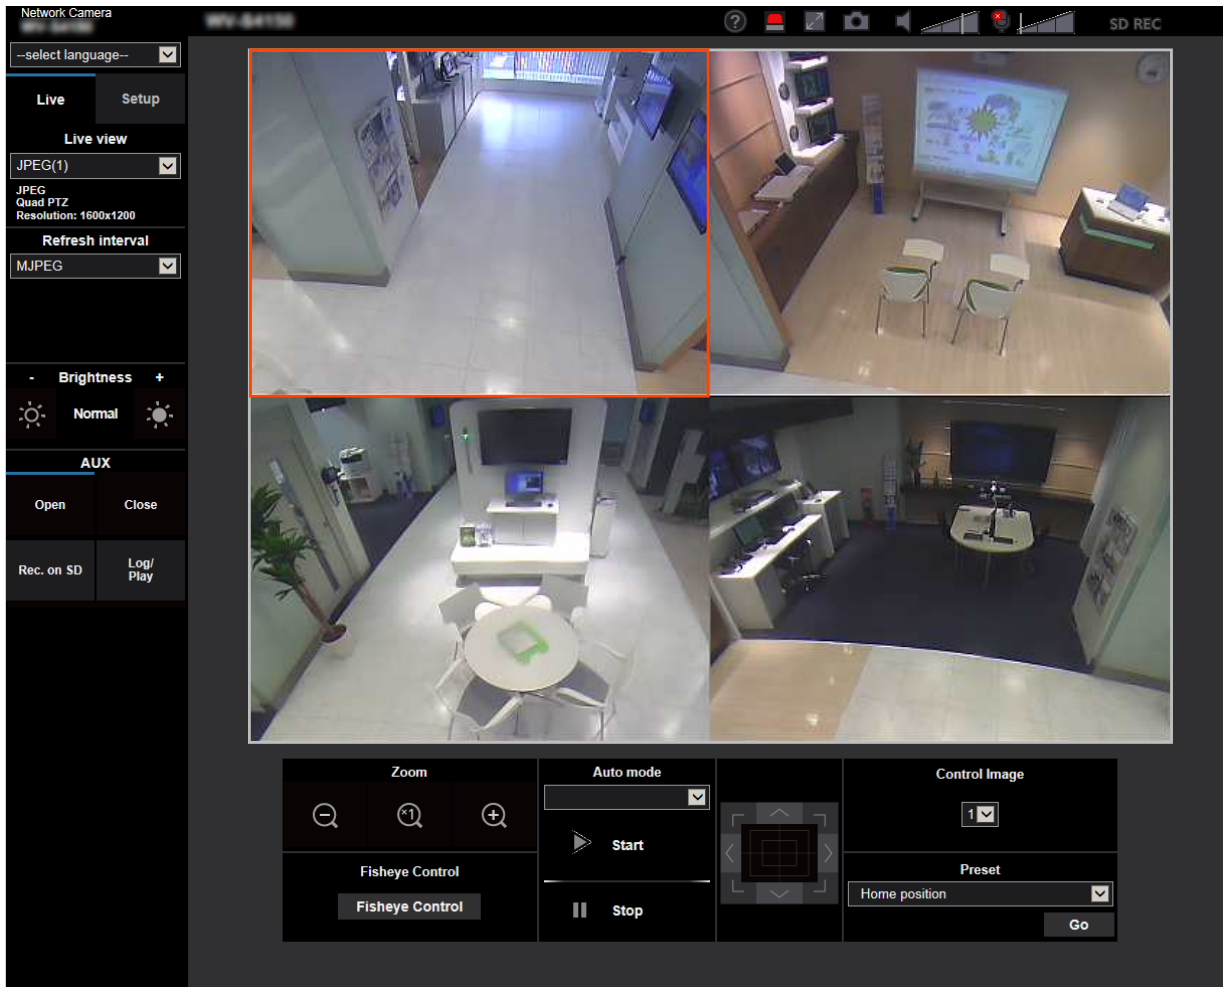 Network Camera
--select language--
SD REC
Live
Setup
Live view
JPEG(1)
JPEG
Quad PTZ
Resolution: 1600x1200
Refresh interval
MJPEG
- Brightness +
Normal
AUX
Open
Close
Rec. on SD
Log/
Play
Zoom
×1
Fisheye Control
Fisheye Control
Auto mode
Start
Stop
Control Image
1
Preset
Home position
Go